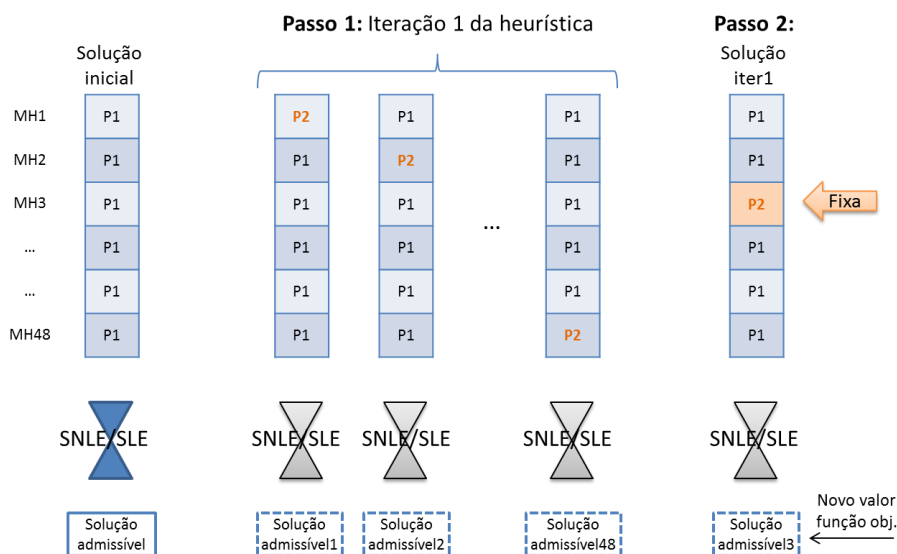 Passo 1: Iteração 1 da heurística
Passo 2:
Solução
inicial
Solução
iter1
MH1 P1 P2 P1 P1 P1
MH2 P1 P1 P2 P1 P1
MH3 P1 P1 P1 P1 P2 Fixa
... P1 P1 P1 ... P1 P1
... P1 P1 P1 P1 P1
MH48 P1 P1 P1 P2 P1
SNLE/SLE SNLE/SLE SNLE/SLE SNLE/SLE SNLE/SLE
Solução
admissível
Solução
admissível1
Solução
admissível2
Solução
admissível48
Solução
admissível3
Novo valor
função obj.